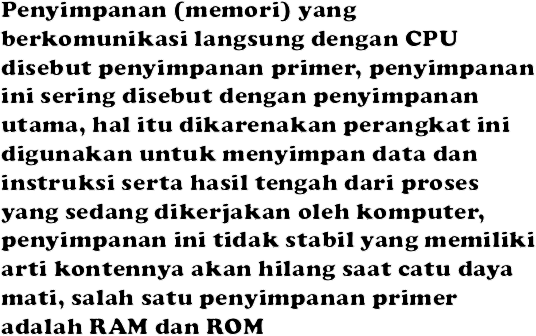 Penyimpanan (memori) yang
berkomunikasi langsung dengan CPU
disebut penyimpanan primer, penyimpanan
ini sering disebut dengan penyimpanan
utama, hal itu dikarenakan perangkat ini
digunakan untuk menyimpan data dan
instruksi serta hasil tengah dari proses
yang sedang dikerjakan oleh komputer,
penyimpanan ini tidak stabil yang memiliki
arti kontennya akan hilang saat catu daya
mati, salah satu penyimpanan primer
adalah RAM dan ROM